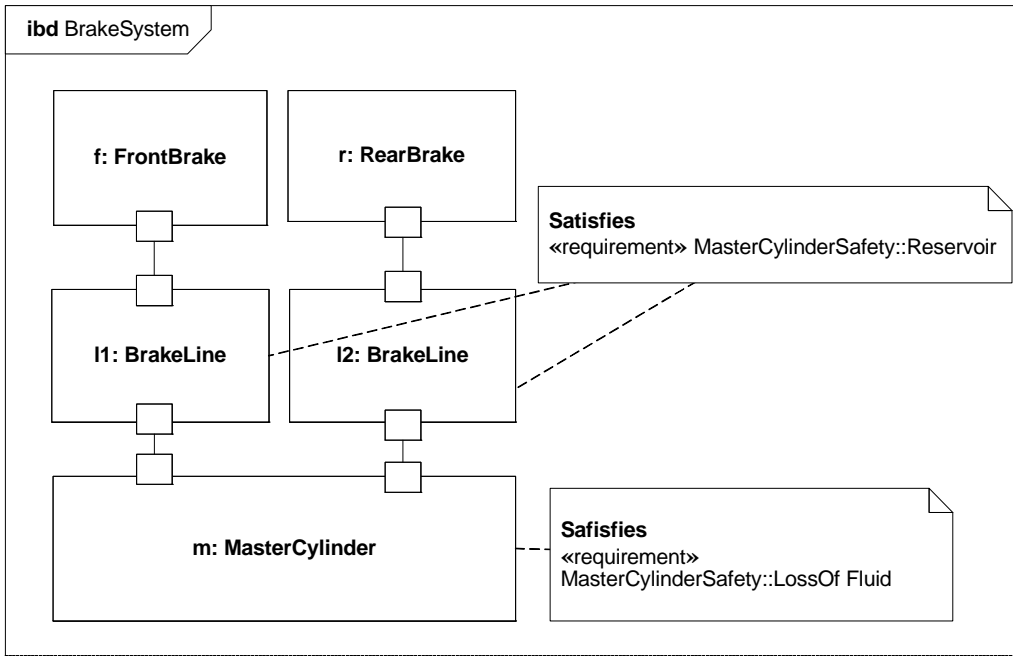 ibd BrakeSystem
f: FrontBrake
r: RearBrake
Satisfies
«requirement» MasterCylinderSafety::Reservoir
l1: BrakeLine
l2: BrakeLine
m: MasterCylinder
Safisfies
«requirement»
MasterCylinderSafety::LossOf Fluid